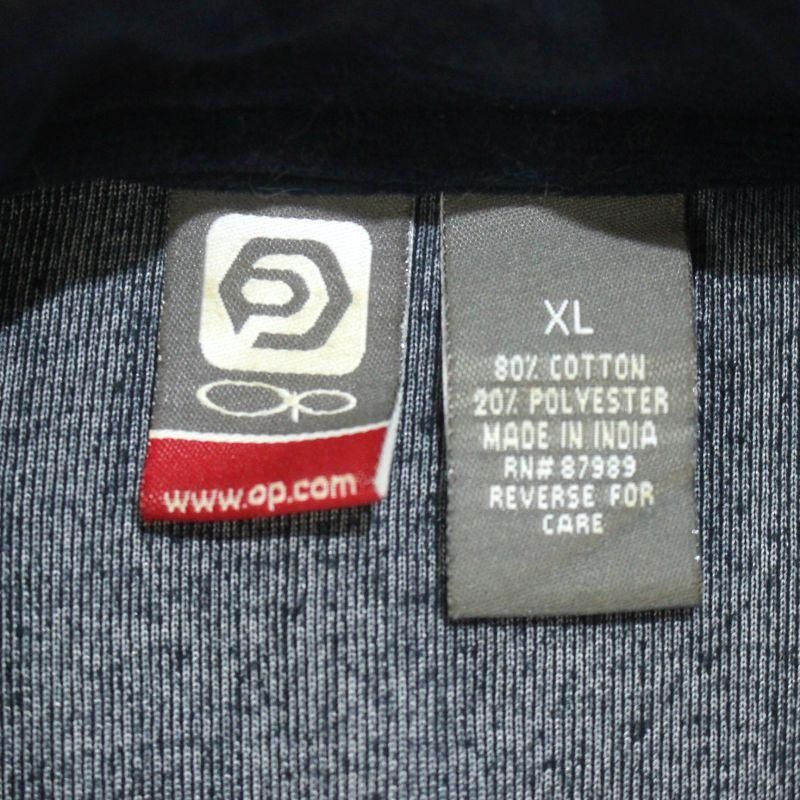 op
www.op.com
XL
80% COTTON
20% POLYESTER
MADE IN INDIA
RN# 87989
REVERSE FOR
CARE